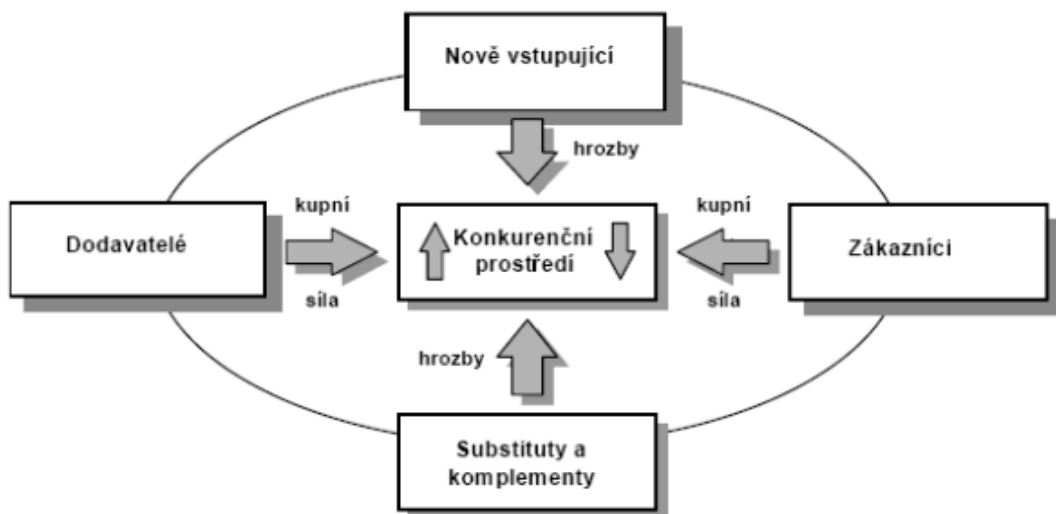 Nově vstupující
hrozby
kupní
síla
Dodavatelé
Konkurenční
prostředí
kupní
síla
Zákazníci
hrozby
Substituty a
komplementy